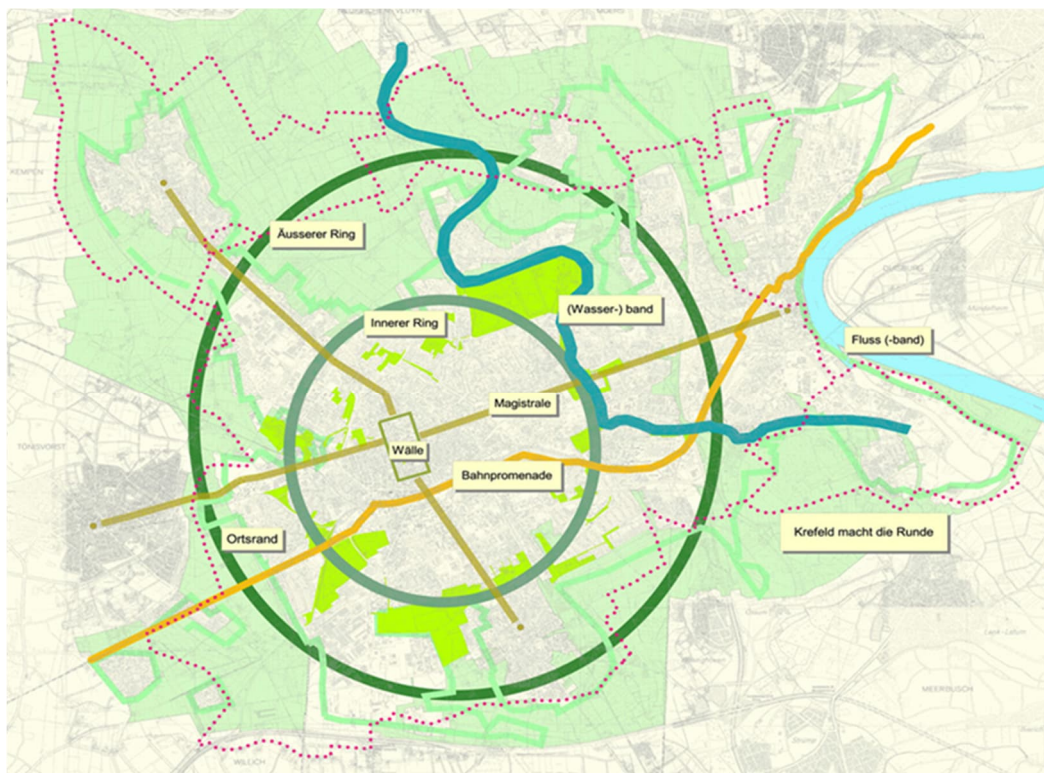 KEMPEN
Äusserer Ring
DUISBURG
(Wasser-) band
Innerer Ring
Fluss (-band)
Magistrale
TÖNISVORST
Wälle
Bahnpromenade
Ortsrand
Krefeld macht die Runde
MEERBUSCH
WILLICH